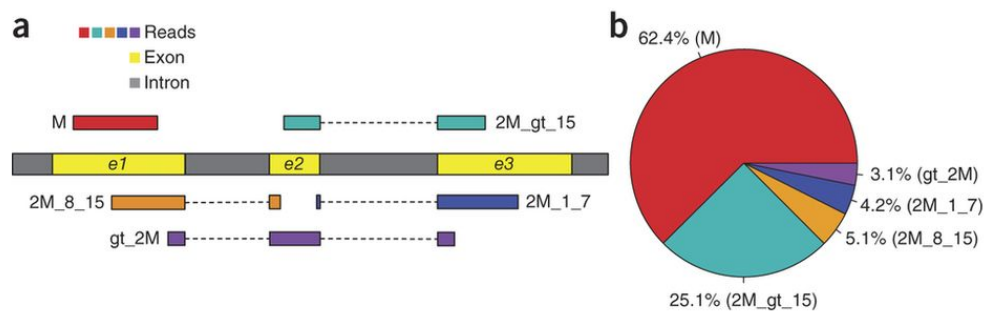 a
Reads
Exon
Intron
M
2M_gt_15
e1
e2
e3
2M_8_15
2M_1_7
gt_2M
b
62.4% (M)
3.1% (gt_2M)
4.2% (2M_1_7)
5.1% (2M_8_15)
25.1% (2M_gt_15)